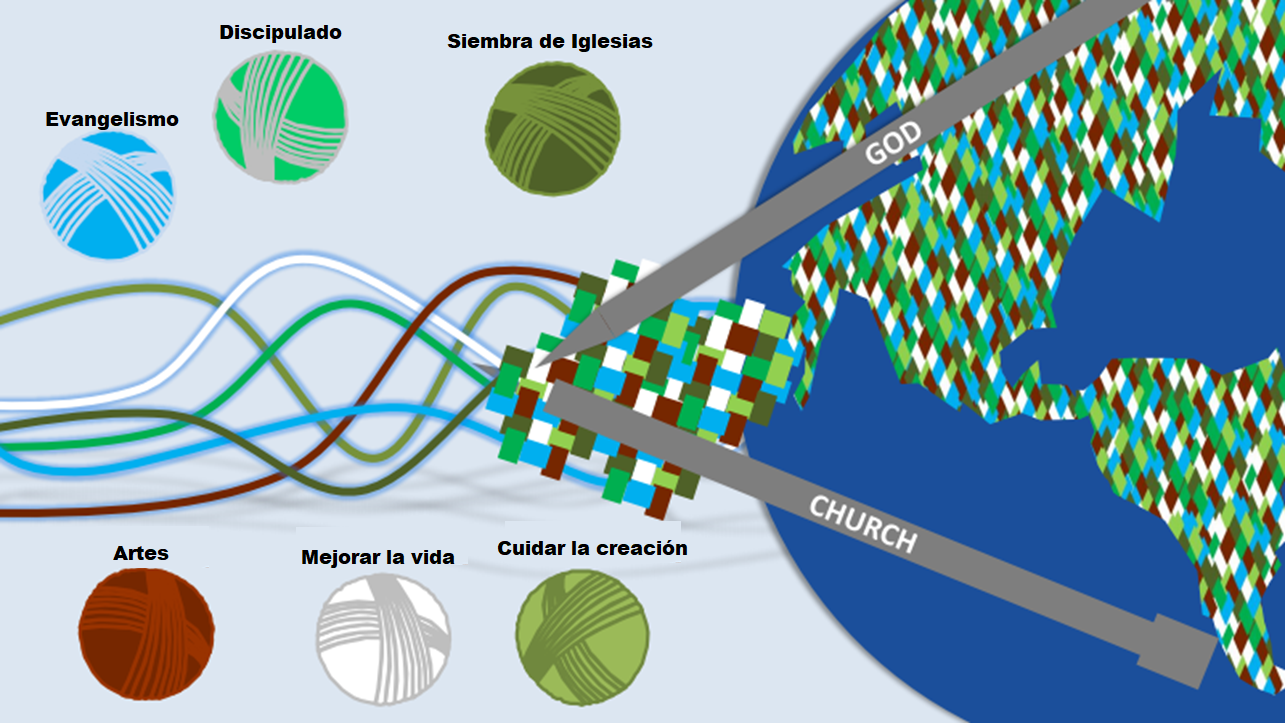 Discipulado
Siembra de Iglesias
Evangelismo
GOD
CHURCH
Artes
Mejorar la vida
Cuidar la creación